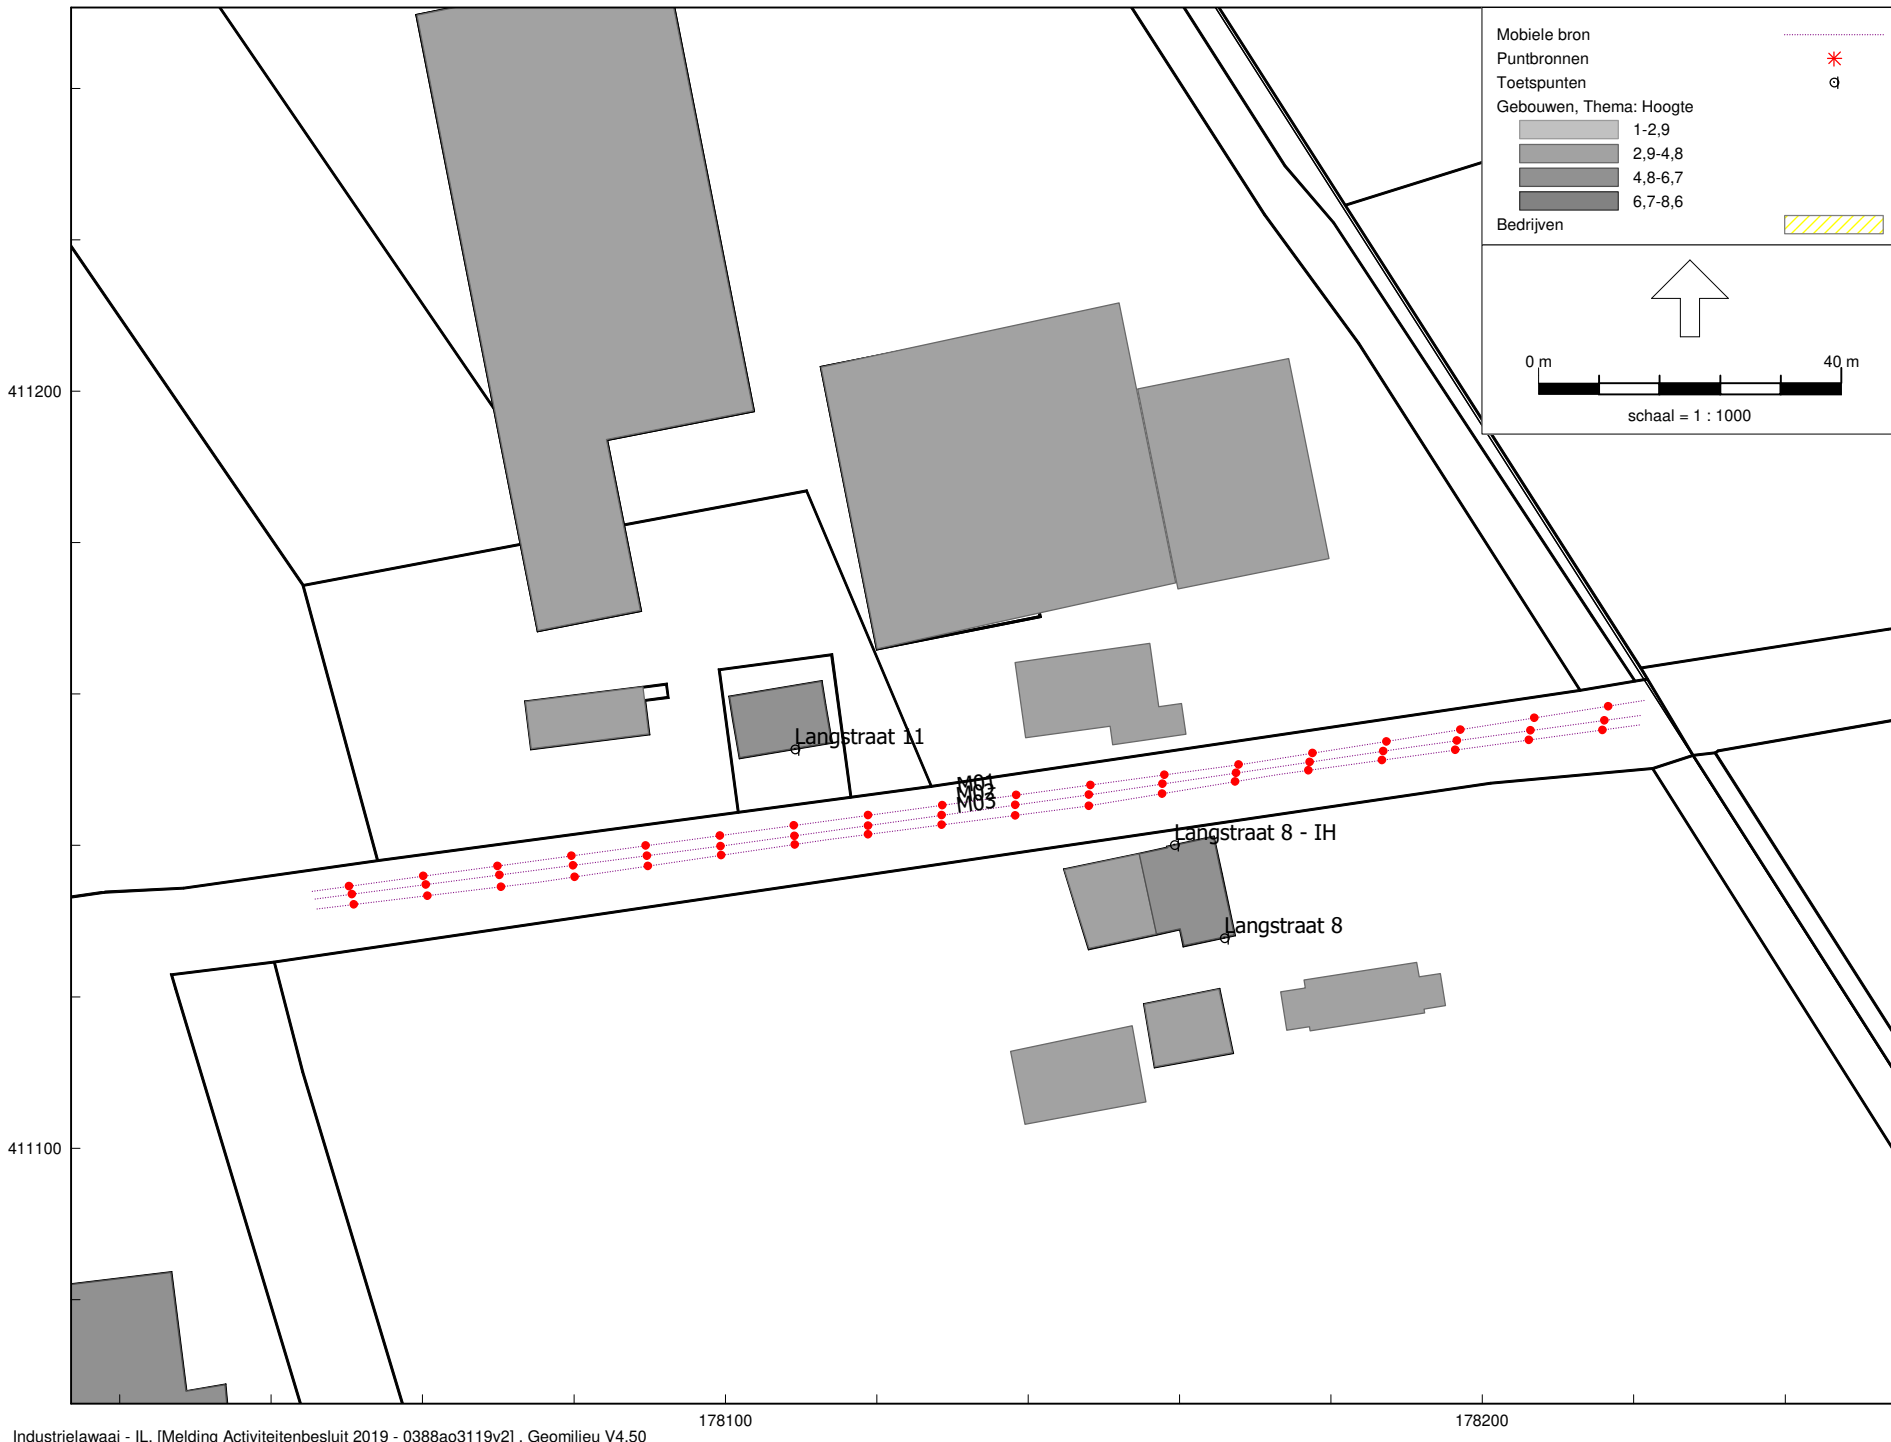 Mobiele bron
Puntbronnen
Toetspunten
Gebouwen, Thema: Hoogte
1-2,9
2,9-4,8
4,8-6,7
6,7-8,6
Bedrijven
0 m
40 m
schaal = 1 : 1000
411200
Langstraat 11
M01
M02
M03
Langstraat 8 - IH
Langstraat 8
411100
178100
178200
Industrielawaai - IL, [Melding Activiteitenbesluit 2019 - 0388ao3119v2] , Geomilieu V4.50